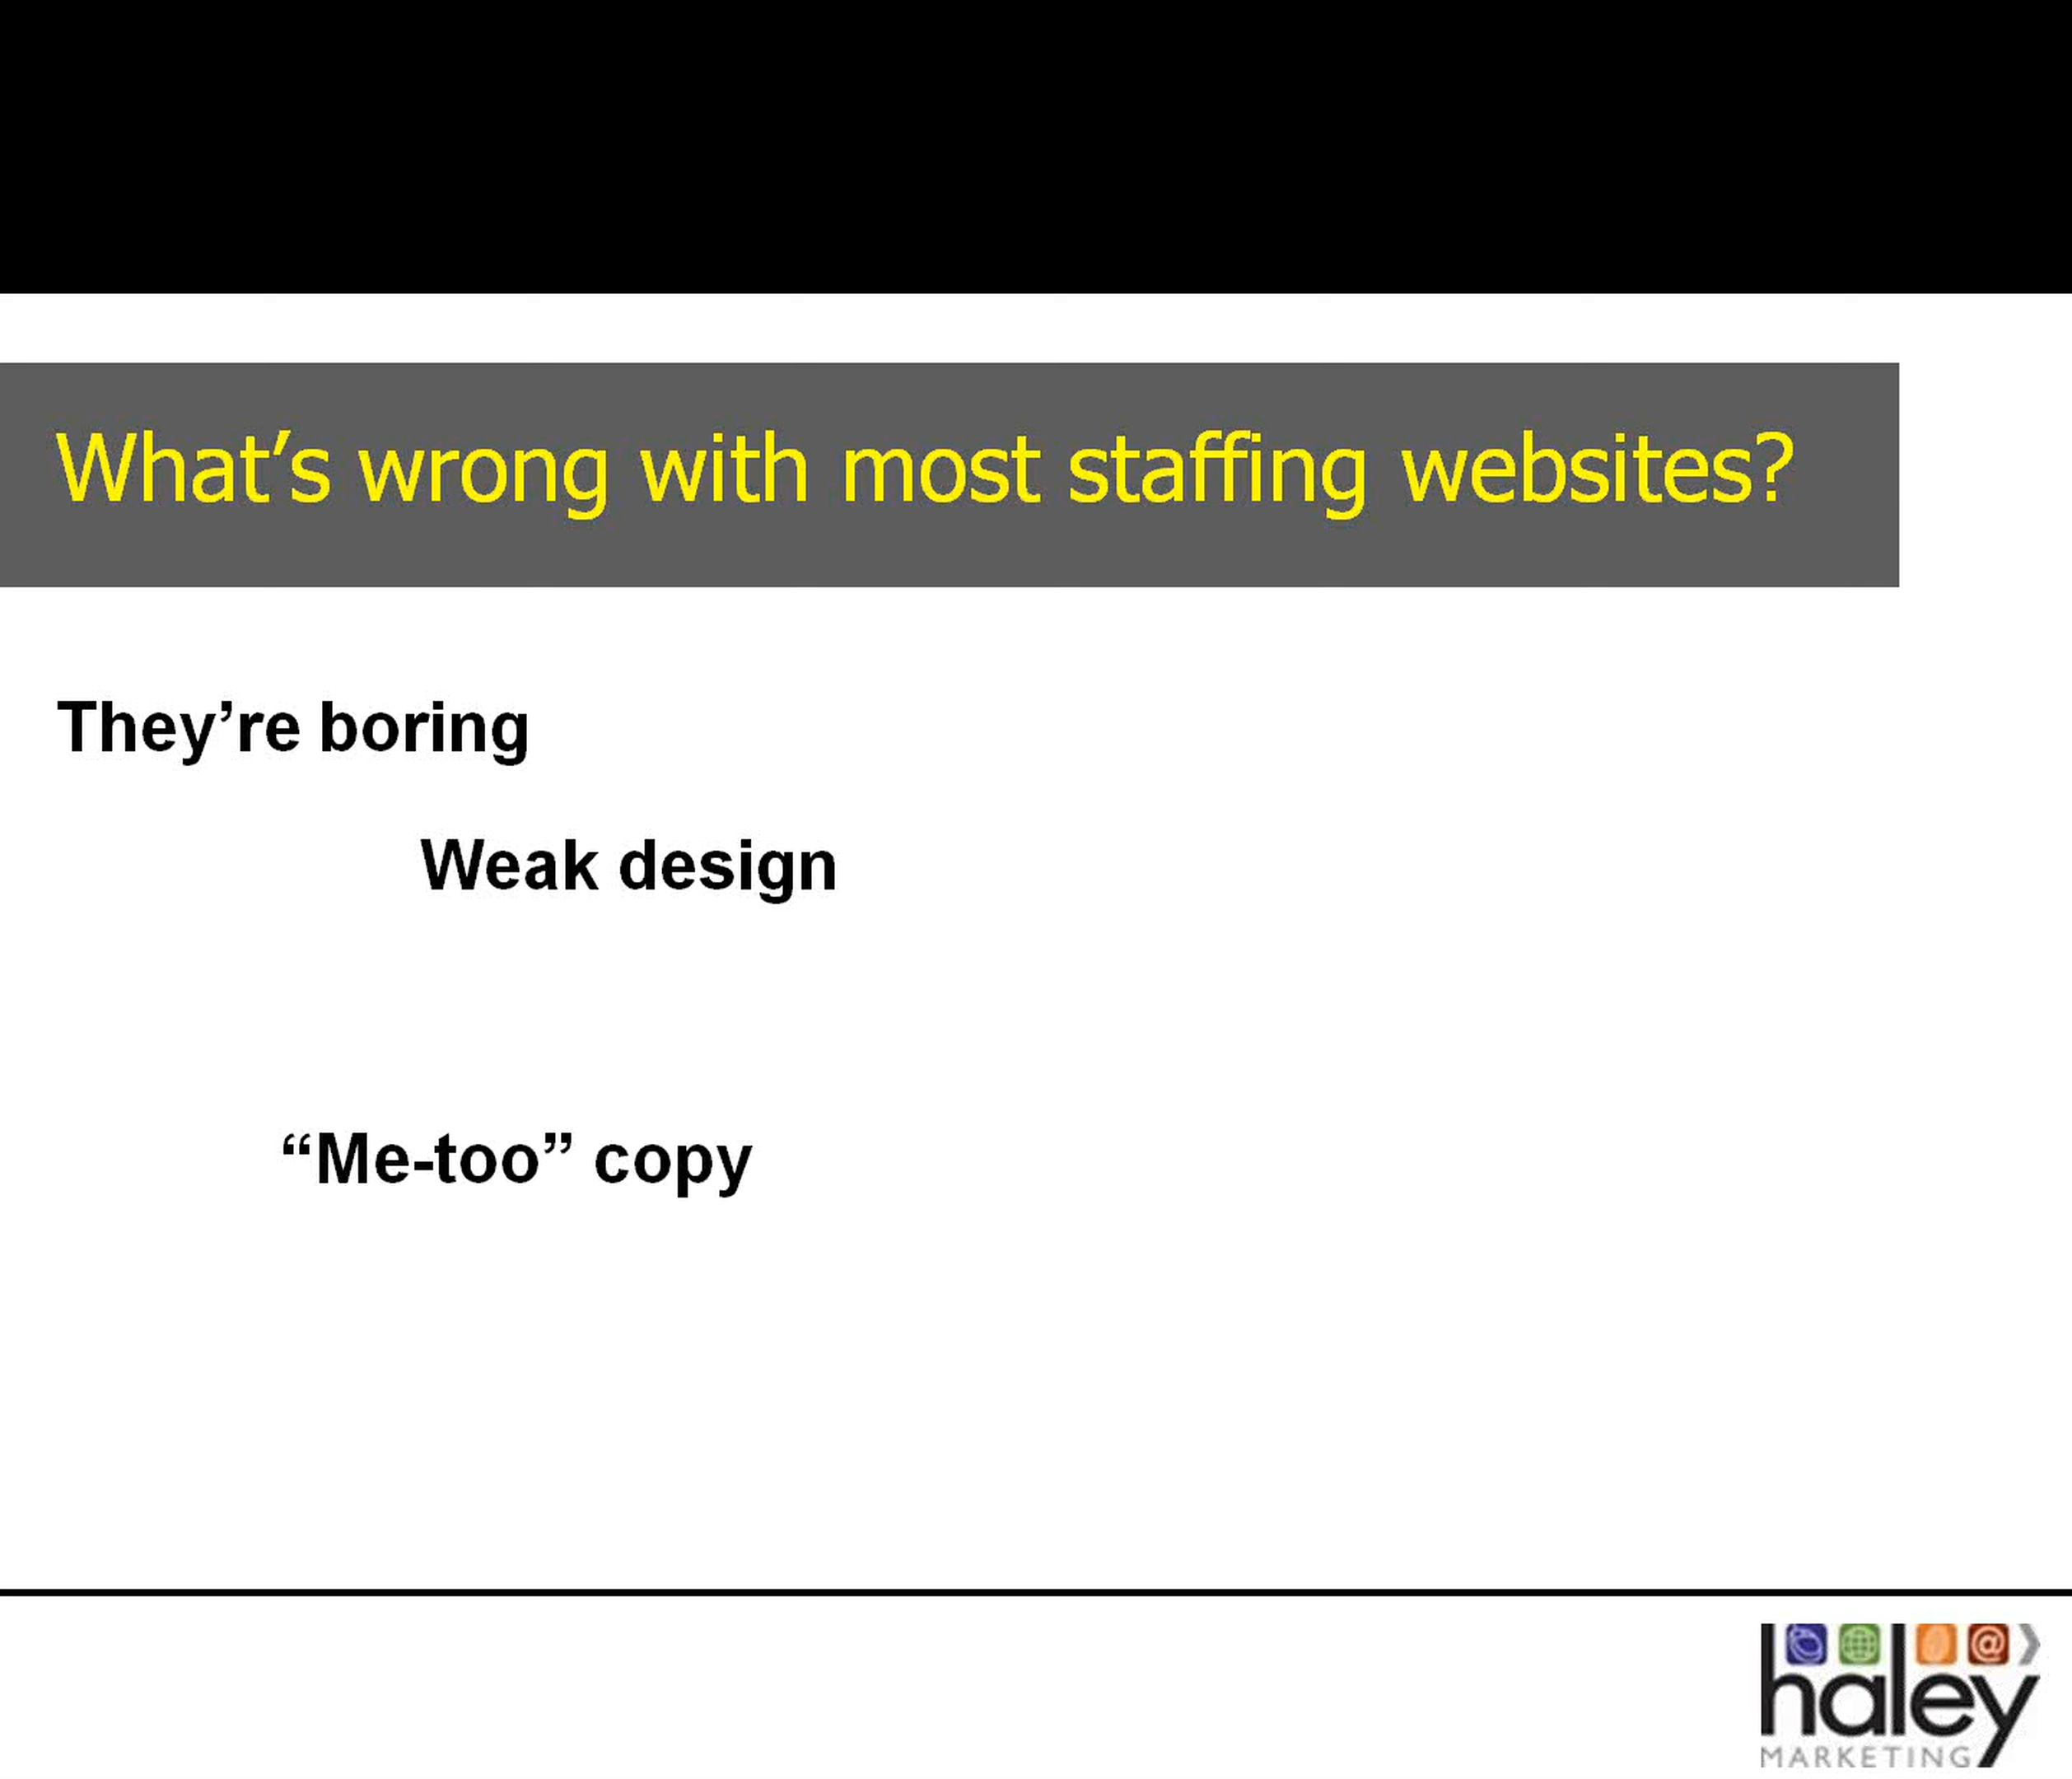 What’s wrong with most staffing websites?
They’re boring
Weak design
“Me-too” copy
haley
MARKETING